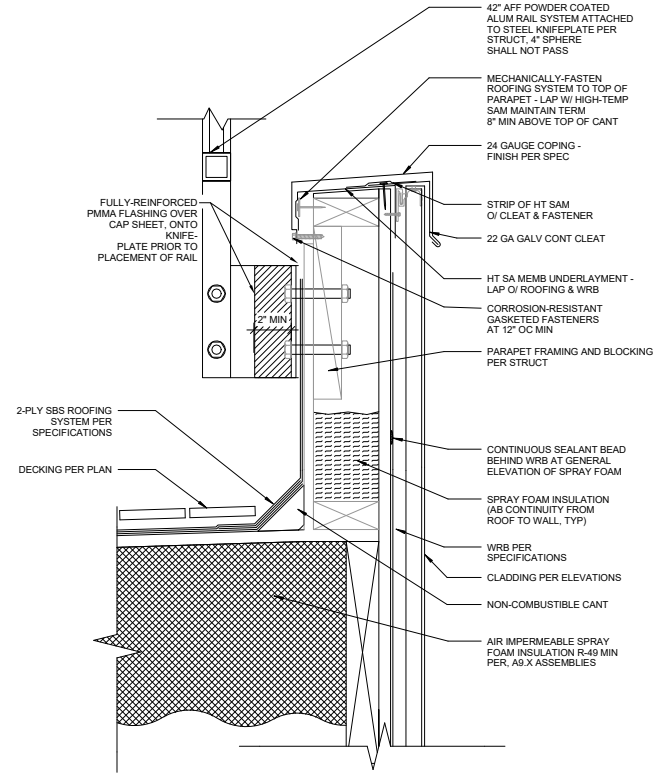 42" AFF POWDER COATED
ALUM RAIL SYSTEM ATTACHED
TO STEEL KNIFEPLATE PER
STRUCT, 4" SPHERE
SHALL NOT PASS
MECHANICALLY-FASTEN
ROOFING SYSTEM TO TOP OF
PARAPET - LAP W/ HIGH-TEMP
SAM MAINTAIN TERM
8" MIN ABOVE TOP OF CANT
24 GAUGE COPING -
FINISH PER SPEC
STRIP OF HT SAM
O/ CLEAT & FASTENER
22 GA GALV CONT CLEAT
HT SA MEMB UNDERLAYMENT -
LAP O/ ROOFING & WRB
CORROSION-RESISTANT
GASKETED FASTENERS
AT 12" OC MIN
PARAPET FRAMING AND BLOCKING
PER STRUCT
CONTINUOUS SEALANT BEAD
BEHIND WRB AT GENERAL
ELEVATION OF SPRAY FOAM
SPRAY FOAM INSULATION
(AB CONTINUITY FROM
ROOF TO WALL, TYP)
WRB PER
SPECIFICATIONS
CLADDING PER ELEVATIONS
NON-COMBUSTIBLE CANT
AIR IMPERMEABLE SPRAY
FOAM INSULATION R-49 MIN
PER, A9.X ASSEMBLIES
FULLY-REINFORCED
PMMA FLASHING OVER
CAP SHEET, ONTO
KNIFE-
PLATE PRIOR TO
PLACEMENT OF RAIL
2" MIN
2-PLY SBS ROOFING
SYSTEM PER
SPECIFICATIONS
DECKING PER PLAN